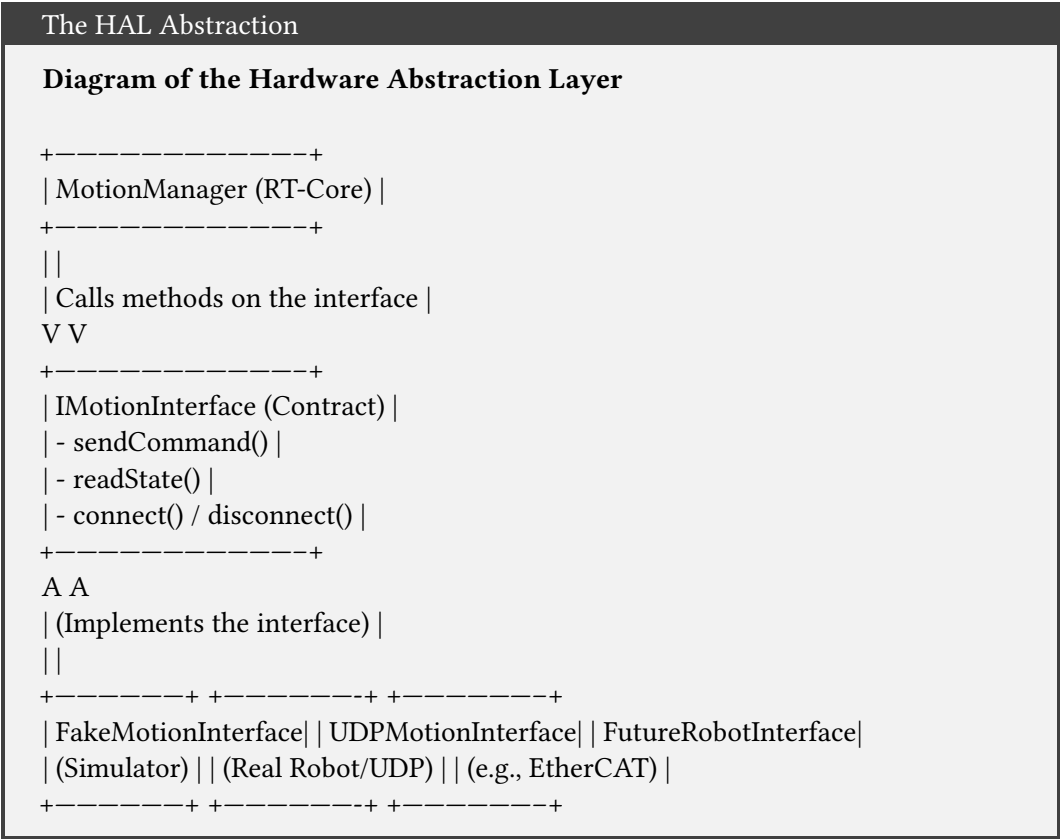 The HAL Abstraction
Diagram of the Hardware Abstraction Layer
+————————————–+
| MotionManager (RT-Core) |
+————————————–+
| |
| Calls methods on the interface |
V V
+————————————–+
| IMotionInterface (Contract) |
| - sendCommand() |
| - readState() |
| - connect() / disconnect() |
+————————————–+
A A
| (Implements the interface) |
| |
+——————+ +——————-+ +——————–+
| FakeMotionInterface| | UDPMotionInterface| | FutureRobotInterface|
| (Simulator) | | (Real Robot/UDP) | | (e.g., EtherCAT) |
+——————+ +——————-+ +——————–+